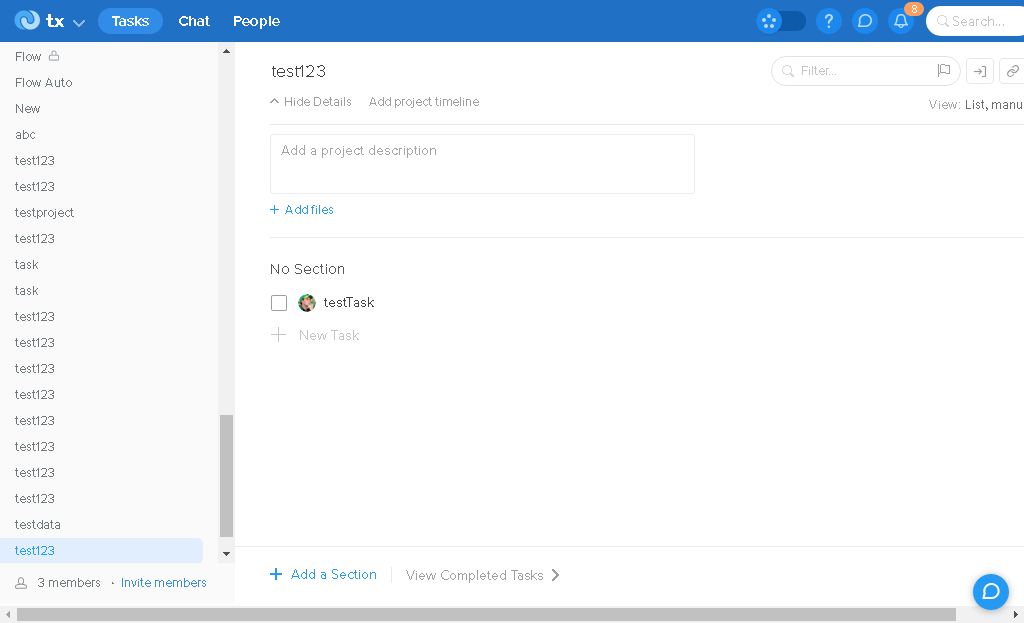 tx Tasks Chat People ? 8 Search...
Flow
Flow Auto
New
abc
test123
test123
testproject
test123
task
task
test123
test123
test123
test123
test123
test123
test123
test123
testdata
test123
3 members · Invite members
test123
Filter...
Hide Details Add project timeline
View: List, manu
Add a project description
+ Add files
No Section
testTask
New Task
+ Add a Section
View Completed Tasks